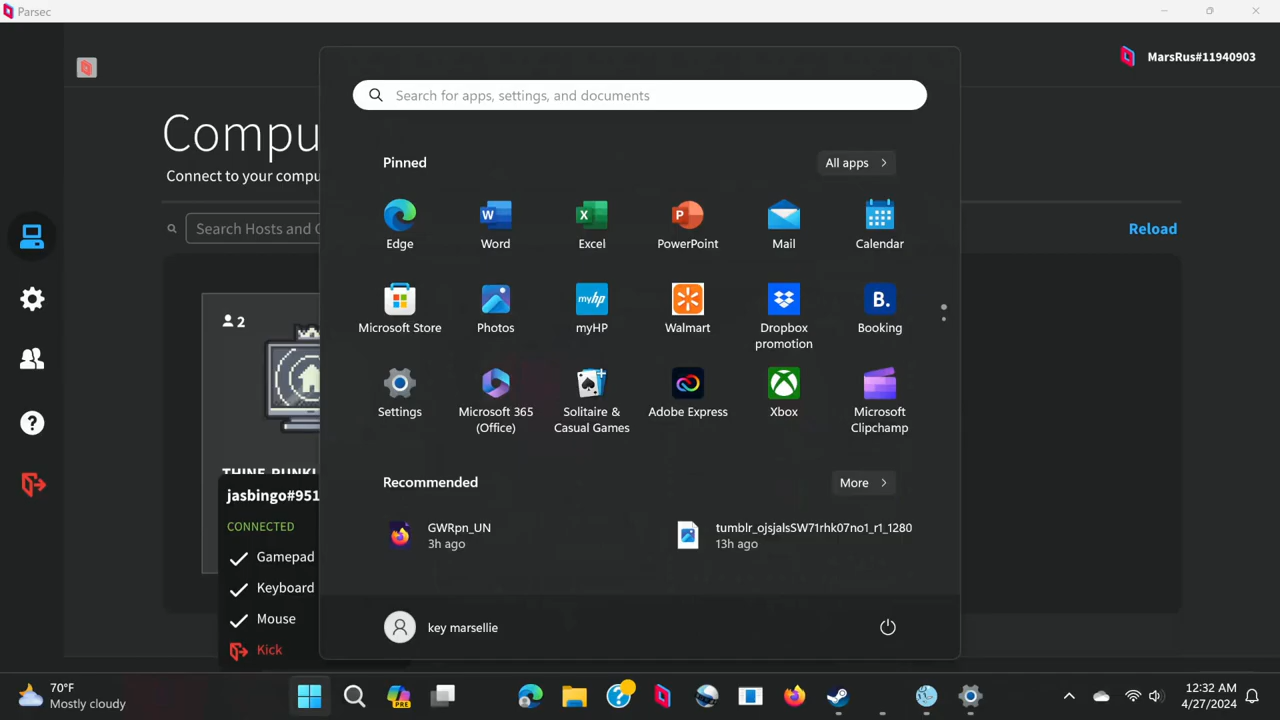 Parsec
MarsRus#11940903
Search for apps, settings, and documents
Connect to your compu
Pinned
All apps
Edge
Word
Excel
PowerPoint
Mail
Calendar
Search Hosts and
Reload
Microsoft Store
Photos
myhp
myHP
Walmart
Dropbox
promotion
B.
Booking
2
Settings
Microsoft 365
(Office)
Solitaire &
Casual Games
Adobe Express
Xbox
Microsoft
Clipchamp
Recommended
More
jasbingo#951
CONNECTED
Gamepad
Keyboard
Mouse
Kick
GWRpn_UN
3h ago
tumblr_ojsjalsSW71rhk07no1_r1_1280
13h ago
key marsellie
70°F
Mostly cloudy
PRE
12:32 AM
4/27/2024